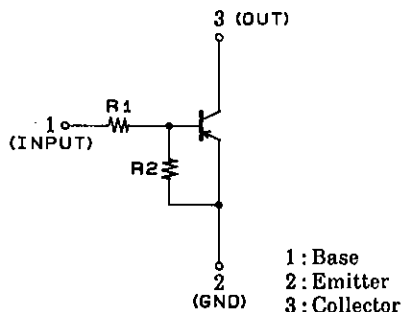 3 (OUT)
R1
1
(INPUT)
R2
2
(GND)
1 : Base
2 : Emitter
3 : Collector